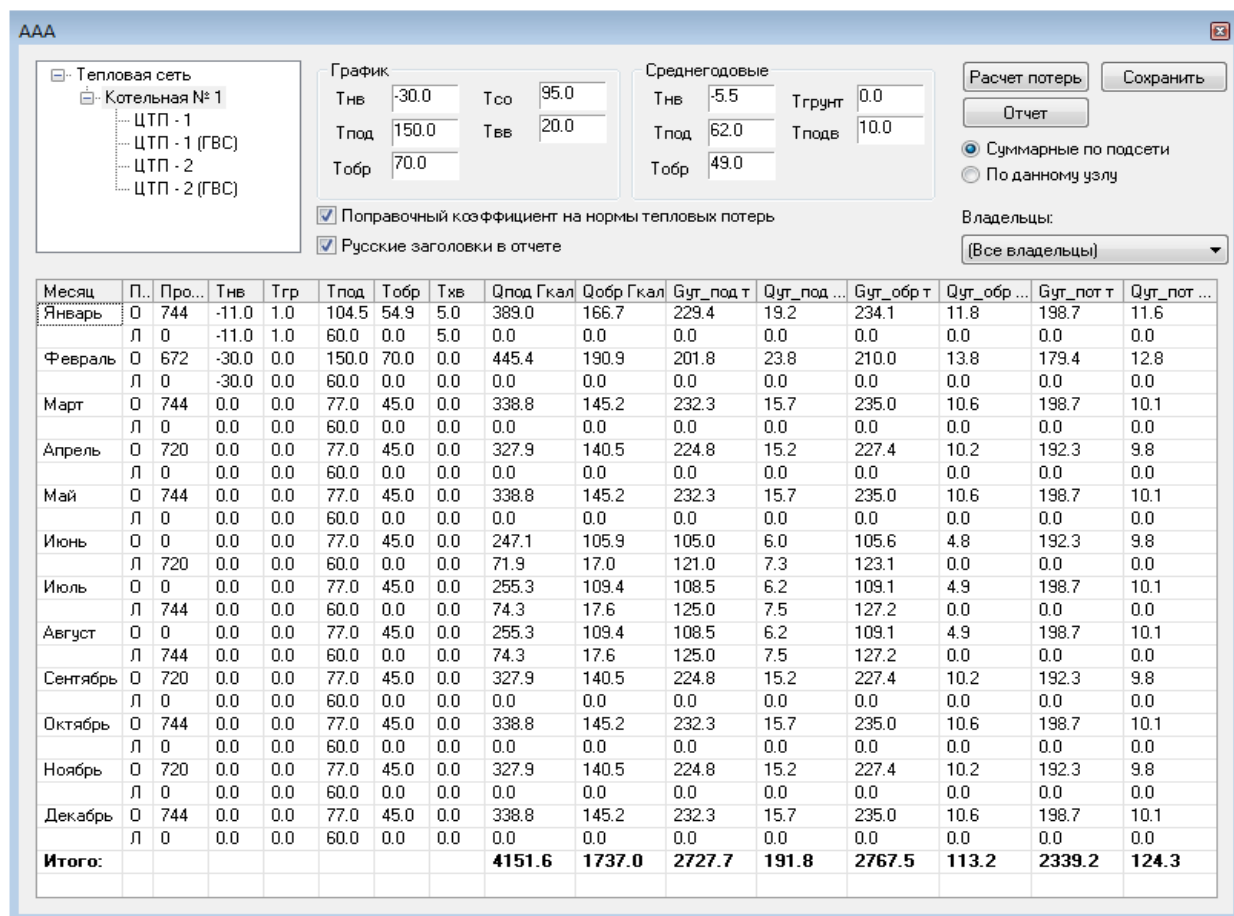 AAA
Тепловая сеть
Котельная № 1
ЦТП - 1
ЦТП - 1 (ГВС)
ЦТП - 2
ЦТП - 2 (ГВС)
График
Тнв -30.0 Тсо 95.0
Тпод 150.0 Твв 20.0
Тобр 70.0
Среднегодовые
Тнв -5.5 Тгрунт 0.0
Тпод 62.0 Тподв 10.0
Тобр 49.0
Расчет потерь Сохранить
Отчет
Суммарные по подсети
По данному узлу
Поправочный коэффициент на нормы тепловых потерь
Русские заголовки в отчете
Владельцы:
(Все владельцы)
Месяц П.. Про... Тнв Тгр Тпод Тобр Тхв Qпод Гкал Qобр Гкал Gут_под т Qут_под ... Gут_обр т Qут_обр ... Gут_пот т Qут_пот ...
Январь О 744 -11.0 1.0 104.5 54.9 5.0 389.0 166.7 229.4 19.2 234.1 11.8 198.7 11.6
Л 0 -11.0 1.0 60.0 0.0 5.0 0.0 0.0 0.0 0.0 0.0 0.0 0.0 0.0
Февраль О 672 -30.0 0.0 150.0 70.0 0.0 445.4 190.9 201.8 23.8 210.0 13.8 179.4 12.8
Л 0 -30.0 0.0 60.0 0.0 0.0 0.0 0.0 0.0 0.0 0.0 0.0 0.0 0.0
Март О 744 0.0 0.0 77.0 45.0 0.0 338.8 145.2 232.3 15.7 235.0 10.6 198.7 10.1
Л 0 0.0 0.0 60.0 0.0 0.0 0.0 0.0 0.0 0.0 0.0 0.0 0.0 0.0
Апрель О 720 0.0 0.0 77.0 45.0 0.0 327.9 140.5 224.8 15.2 227.4 10.2 192.3 9.8
Л 0 0.0 0.0 60.0 0.0 0.0 0.0 0.0 0.0 0.0 0.0 0.0 0.0 0.0
Май О 744 0.0 0.0 77.0 45.0 0.0 338.8 145.2 232.3 15.7 235.0 10.6 198.7 10.1
Л 0 0.0 0.0 60.0 0.0 0.0 0.0 0.0 0.0 0.0 0.0 0.0 0.0 0.0
Июнь О 0 0.0 0.0 77.0 45.0 0.0 247.1 105.9 105.0 6.0 105.6 4.8 192.3 9.8
Л 720 0.0 0.0 60.0 0.0 0.0 71.9 17.0 121.0 7.3 123.1 0.0 0.0 0.0
Июль О 0 0.0 0.0 77.0 45.0 0.0 255.3 109.4 108.5 6.2 109.1 4.9 198.7 10.1
Л 744 0.0 0.0 60.0 0.0 0.0 74.3 17.6 125.0 7.5 127.2 0.0 0.0 0.0
Август О 0 0.0 0.0 77.0 45.0 0.0 255.3 109.4 108.5 6.2 109.1 4.9 198.7 10.1
Л 744 0.0 0.0 60.0 0.0 0.0 74.3 17.6 125.0 7.5 127.2 0.0 0.0 0.0
Сентябрь О 720 0.0 0.0 77.0 45.0 0.0 327.9 140.5 224.8 15.2 227.4 10.2 192.3 9.8
Л 0 0.0 0.0 60.0 0.0 0.0 0.0 0.0 0.0 0.0 0.0 0.0 0.0 0.0
Октябрь О 744 0.0 0.0 77.0 45.0 0.0 338.8 145.2 232.3 15.7 235.0 10.6 198.7 10.1
Л 0 0.0 0.0 60.0 0.0 0.0 0.0 0.0 0.0 0.0 0.0 0.0 0.0 0.0
Ноябрь О 720 0.0 0.0 77.0 45.0 0.0 327.9 140.5 224.8 15.2 227.4 10.2 192.3 9.8
Л 0 0.0 0.0 60.0 0.0 0.0 0.0 0.0 0.0 0.0 0.0 0.0 0.0 0.0
Декабрь О 744 0.0 0.0 77.0 45.0 0.0 338.8 145.2 232.3 15.7 235.0 10.6 198.7 10.1
Л 0 0.0 0.0 60.0 0.0 0.0 0.0 0.0 0.0 0.0 0.0 0.0 0.0 0.0
Итого: 4151.6 1737.0 2727.7 191.8 2767.5 113.2 2339.2 124.3